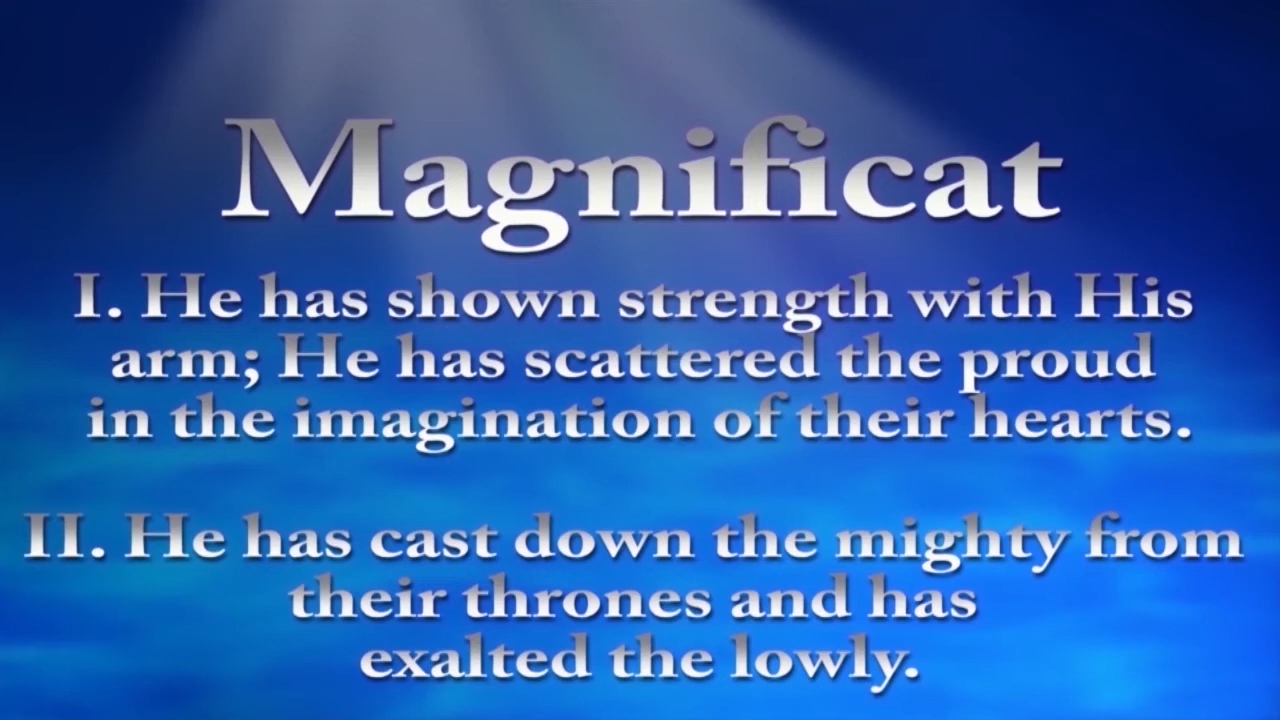 Magnificat
I. He has shown strength with His
arm; He has scattered the proud
in the imagination of their hearts.
II. He has cast down the mighty from
their thrones and has
exalted the lowly.